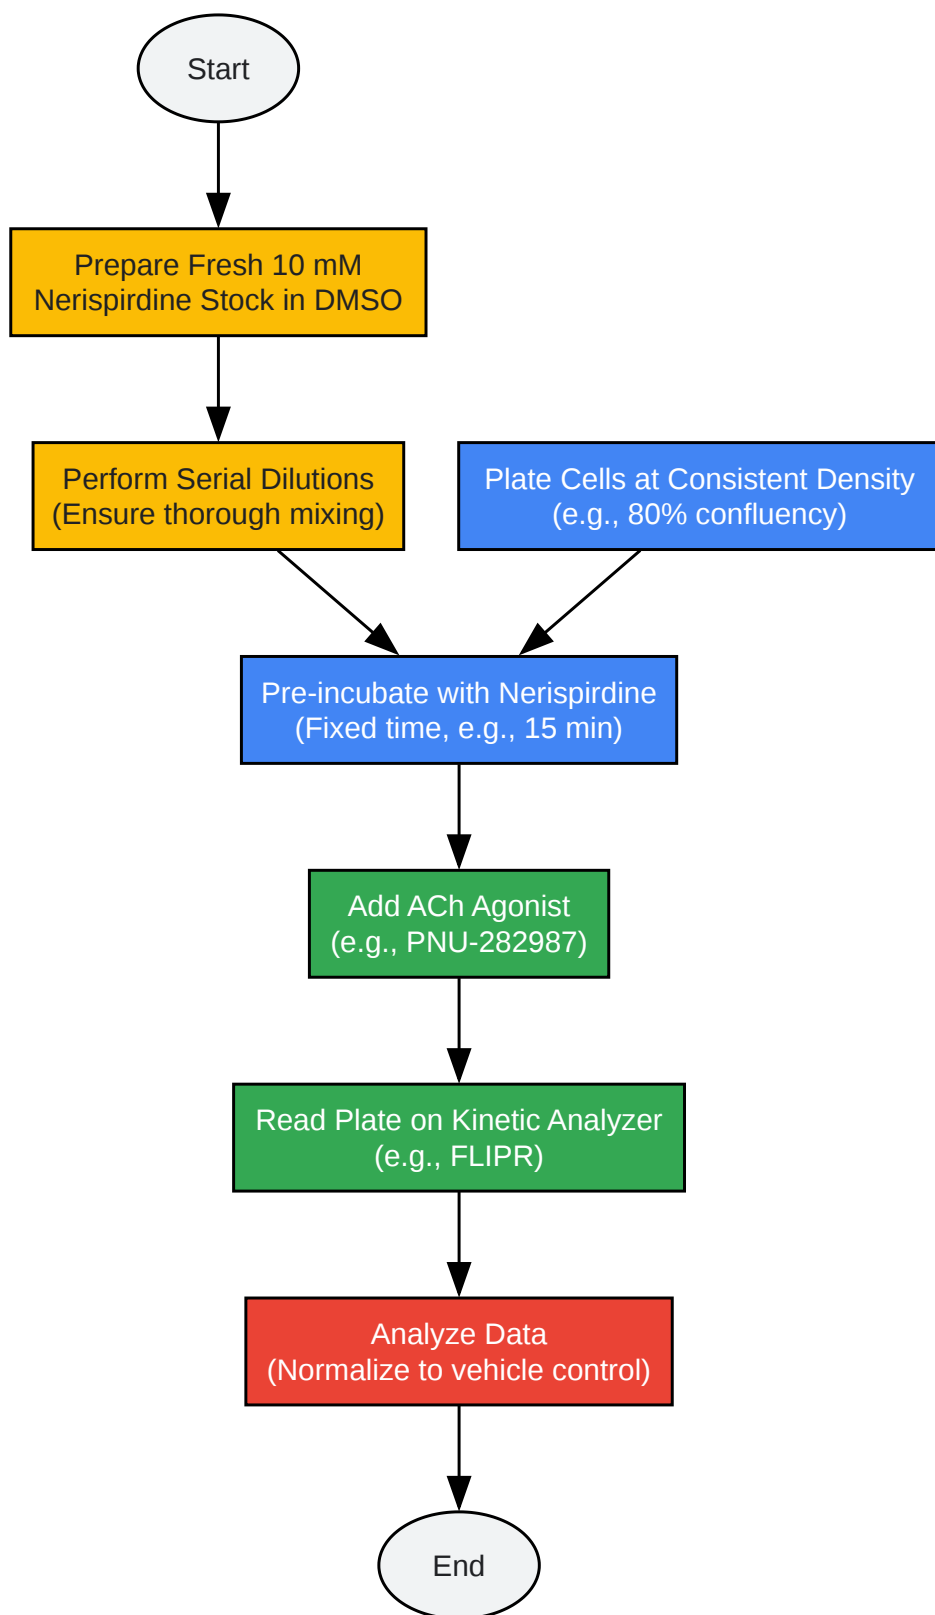 Start
Prepare Fresh 10 mM
Nerispirdine Stock in DMSO
Perform Serial Dilutions
(Ensure thorough mixing)
Plate Cells at Consistent Density
(e.g., 80% confluency)
Pre-incubate with Nerispirdine
(Fixed time, e.g., 15 min)
Add ACh Agonist
(e.g., PNU-282987)
Read Plate on Kinetic Analyzer
(e.g., FLIPR)
Analyze Data
(Normalize to vehicle control)
End